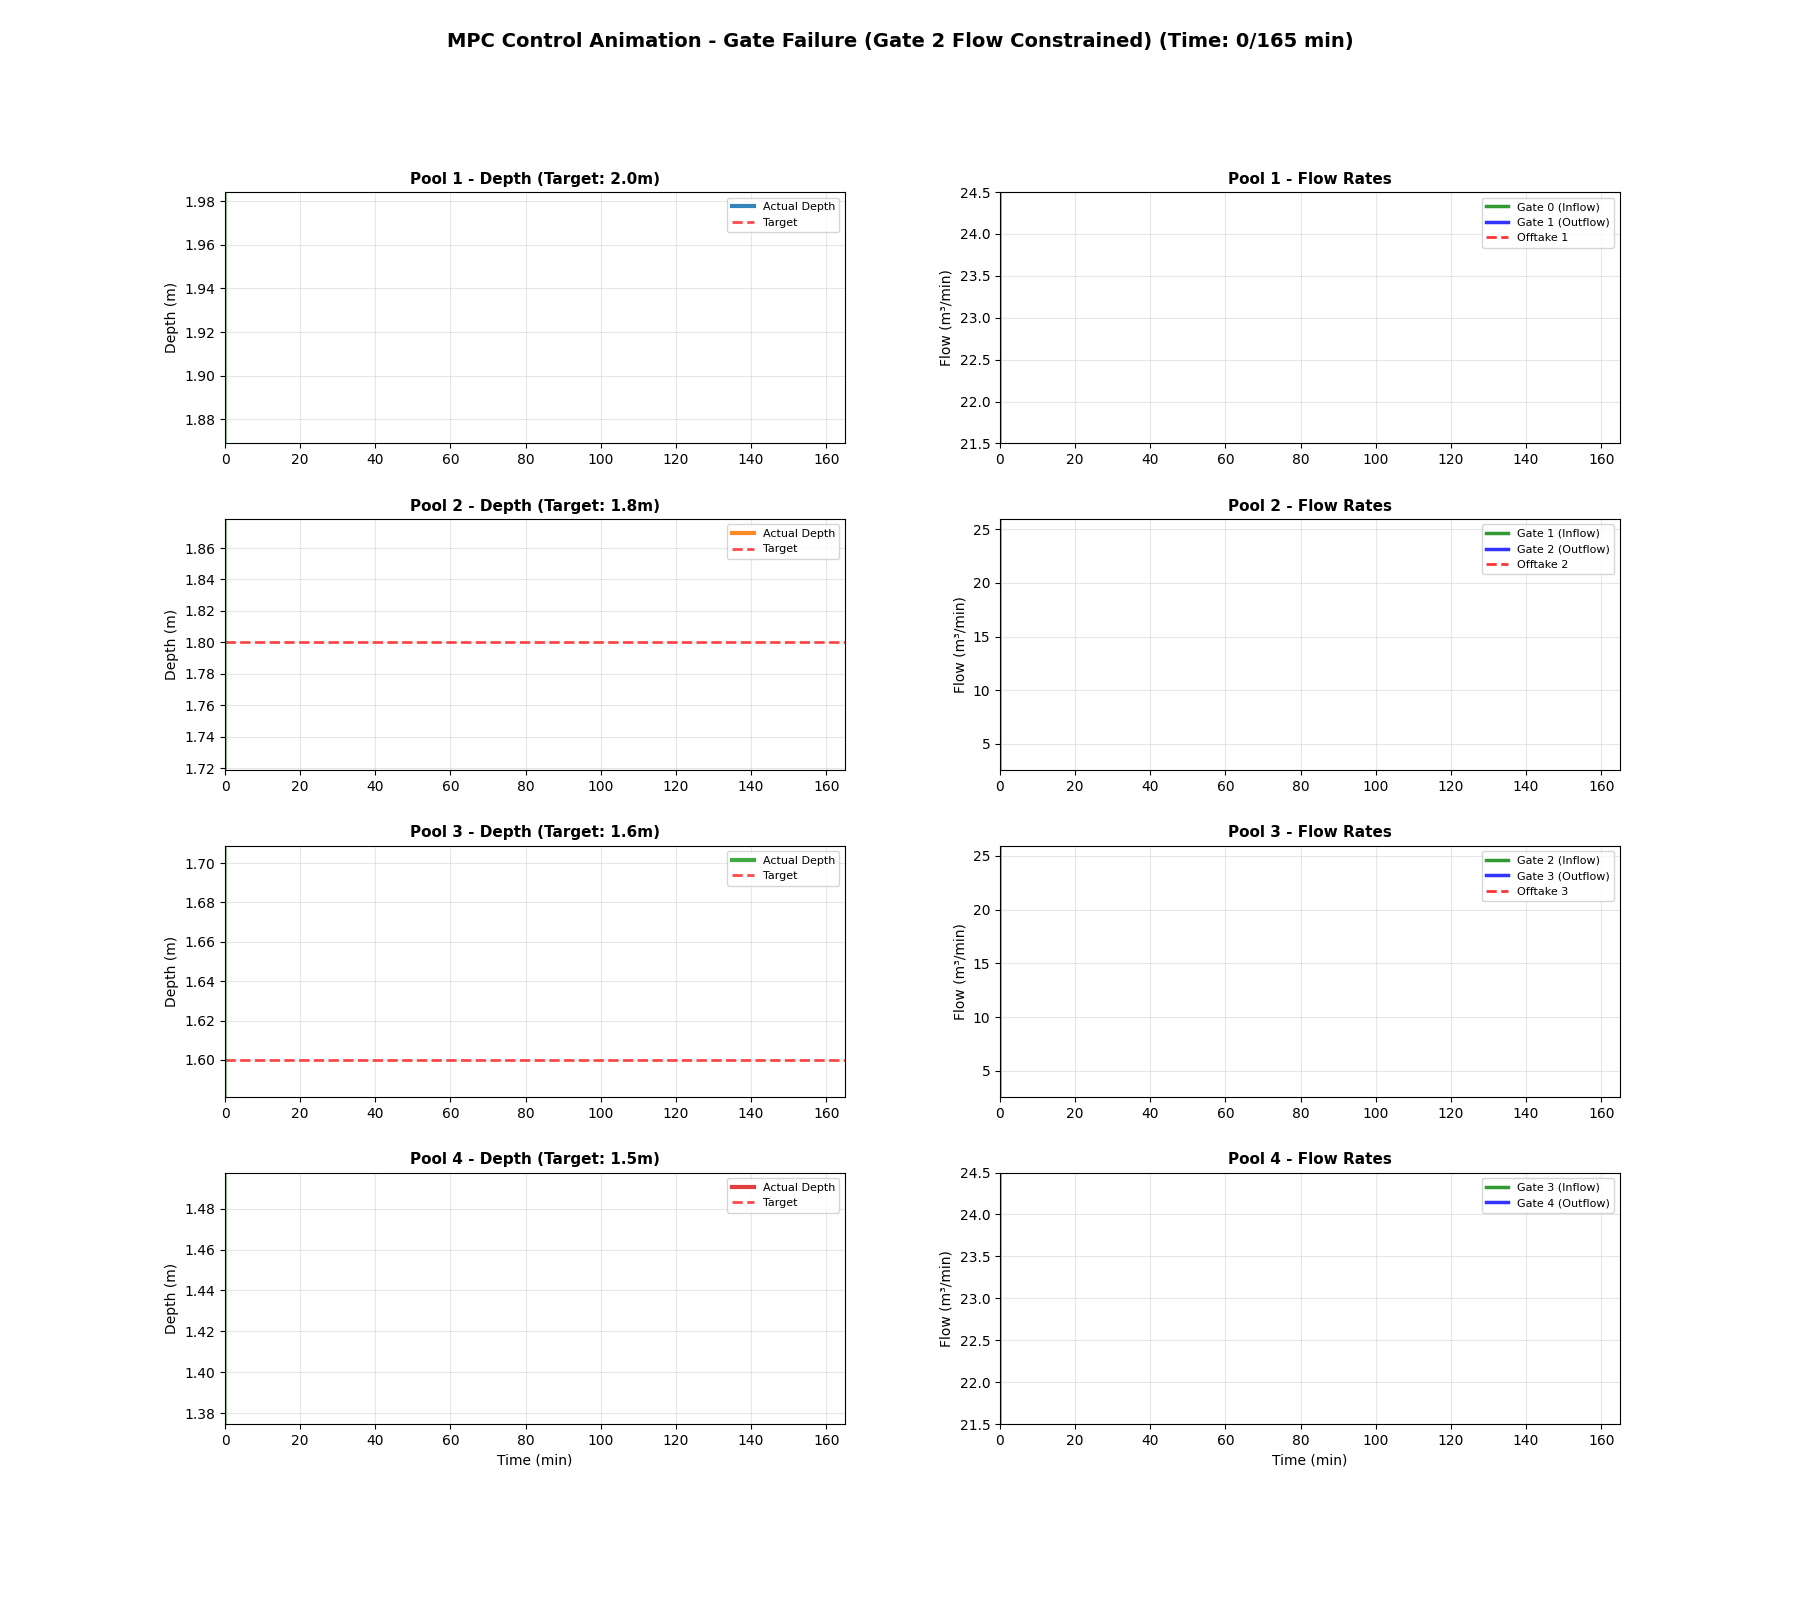 MPC Control Animation - Gate Failure (Gate 2 Flow Constrained) (Time: 0/165 min)
Pool 1 - Depth (Target: 2.0m)
Depth (m)
1.98
1.96
1.94
1.92
1.90
1.88
0 20 40 60 80 100 120 140 160
Actual Depth
Target
Pool 1 - Flow Rates
Flow (m³/min)
24.5
24.0
23.5
23.0
22.5
22.0
21.5
0 20 40 60 80 100 120 140 160
Gate 0 (Inflow)
Gate 1 (Outflow)
Offtake 1
Pool 2 - Depth (Target: 1.8m)
Depth (m)
1.86
1.84
1.82
1.80
1.78
1.76
1.74
1.72
0 20 40 60 80 100 120 140 160
Actual Depth
Target
Pool 2 - Flow Rates
Flow (m³/min)
25
20
15
10
5
0 20 40 60 80 100 120 140 160
Gate 1 (Inflow)
Gate 2 (Outflow)
Offtake 2
Pool 3 - Depth (Target: 1.6m)
Depth (m)
1.70
1.68
1.66
1.64
1.62
1.60
0 20 40 60 80 100 120 140 160
Actual Depth
Target
Pool 3 - Flow Rates
Flow (m³/min)
25
20
15
10
5
0 20 40 60 80 100 120 140 160
Gate 2 (Inflow)
Gate 3 (Outflow)
Offtake 3
Pool 4 - Depth (Target: 1.5m)
Depth (m)
1.48
1.46
1.44
1.42
1.40
1.38
0 20 40 60 80 100 120 140 160
Time (min)
Actual Depth
Target
Pool 4 - Flow Rates
Flow (m³/min)
24.5
24.0
23.5
23.0
22.5
22.0
21.5
0 20 40 60 80 100 120 140 160
Time (min)
Gate 3 (Inflow)
Gate 4 (Outflow)